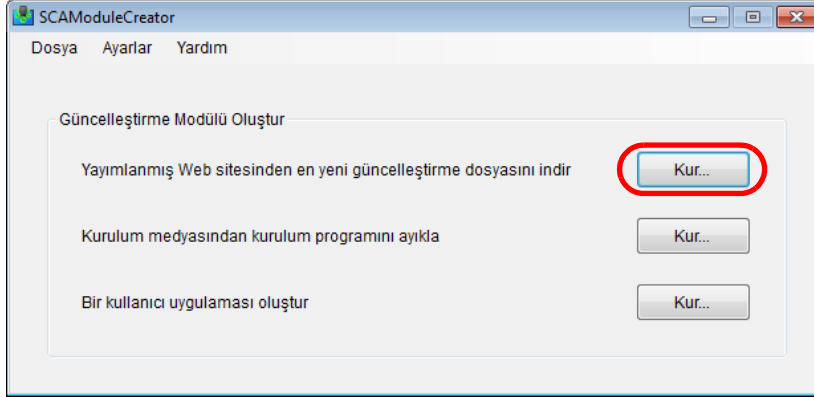 SCAModuleCreator
Dosya Ayarlar Yardım
Güncelleştirme Modülü Oluştur
Yayımlanmış Web sitesinden en yeni güncelleştirme dosyasını indir Kur...
Kurulum medyasından kurulum programını ayıkla Kur...
Bir kullanıcı uygulaması oluştur Kur...